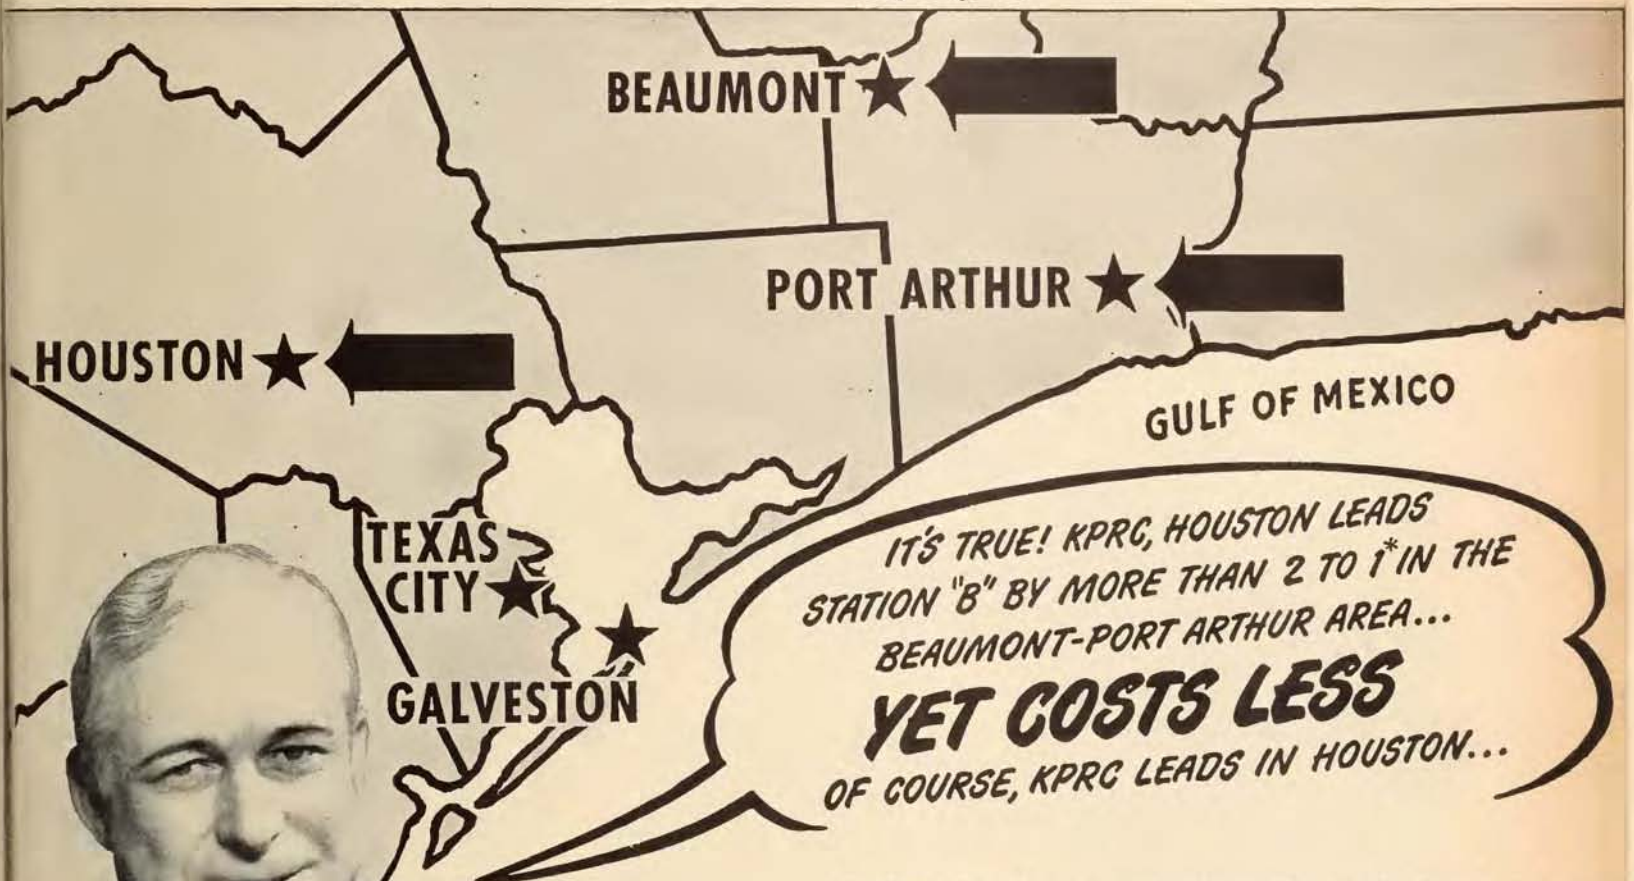 BEAUMONT
PORT ARTHUR
HOUSTON
GULF OF MEXICO
TEXAS
CITY
GALVESTON
IT'S TRUE! KPRC, HOUSTON LEADS
STATION "B" BY MORE THAN 2 TO 1* IN THE
BEAUMONT-PORT ARTHUR AREA...
YET COSTS LESS
OF COURSE, KPRC LEADS IN HOUSTON...